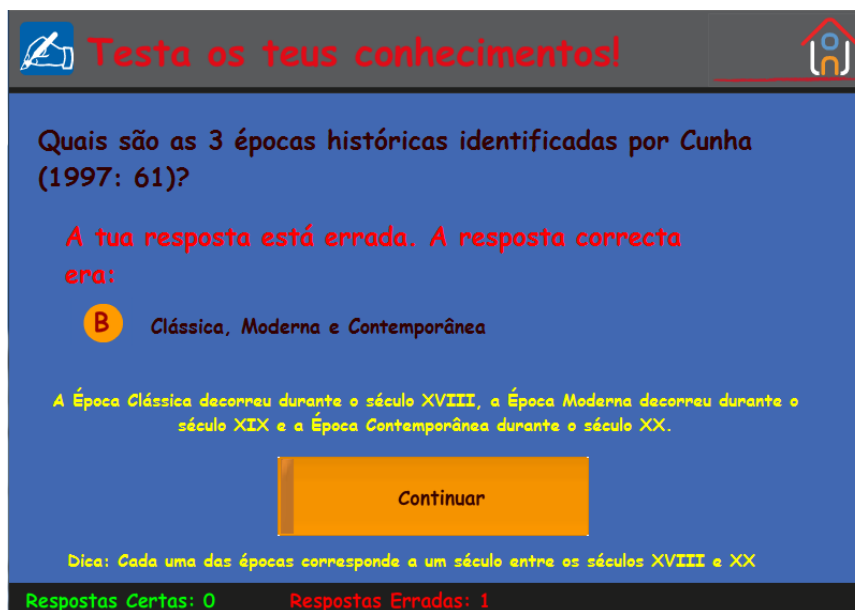 Testa os teus conhecimentos!
Quais são as 3 épocas históricas identificadas por Cunha
(1997: 61)?
A tua resposta está errada. A resposta correcta
era:
B Clássica, Moderna e Contemporânea
A Época Clássica decorreu durante o século XVIII, a Época Moderna decorreu durante o
século XIX e a Época Contemporânea durante o século XX.
Continuar
Dica: Cada uma das épocas corresponde a um século entre os séculos XVIII e XX
Respostas Certas: 0 Respostas Erradas: 1